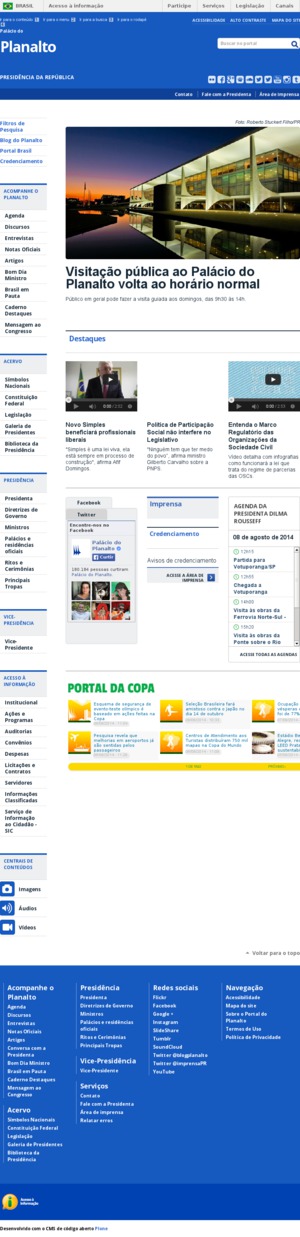 BRASIL Acesso à informação Participe Serviços Legislação Canais
Ir para o conteúdo 1 Ir para o menu 2 Ir para a busca 3 Ir para o rodapé 4
ACESSIBILIDADE ALTO CONTRASTE MAPA DO SITE
Palácio do
Planalto
PRESIDÊNCIA DA REPÚBLICA
Buscar no portal
Contato Fale com a Presidenta Área de imprensa
Filtros de
Pesquisa
Blog do Planalto
Portal Brasil
Credenciamento
ACOMPANHE O
PLANALTO
Agenda
Discursos
Entrevistas
Notas Oficiais
Artigos
Bom Dia
Ministro
Brasil em
Pauta
Caderno
Destaques
Mensagem ao
Congresso
ACERVO
Símbolos
Nacionais
Constituição
Federal
Legislação
Galeria de
Presidentes
Biblioteca da
Presidência
PRESIDÊNCIA
Presidenta
Diretrizes de
Governo
Ministros
Palácios e
residências
oficiais
Ritos e
Cerimônias
Principais
Tropas
VICE-
PRESIDÊNCIA
Vice-
Presidente
ACESSO À
INFORMAÇÃO
Institucional
Ações e
Programas
Auditorias
Convênios
Despesas
Licitações e
Contratos
Servidores
Informações
Classificadas
Serviço de
Informação
ao Cidadão -
SIC
CENTRAIS DE
CONTEÚDOS
Imagens
Áudios
Vídeos
Foto: Roberto Stuckert Filho/PR
Visitação pública ao Palácio do
Planalto volta ao horário normal
Público em geral pode fazer a visita guiada aos domingos, das 9h30 às 14h.
Destaques
Novo Simples
beneficiará profissionais
liberais
"Simples é uma lei viva, ela
está sempre em processo de
construção", afirma Afif
Domingos.
Política de Participação
Social não interfere no
Legislativo
"Ninguém tem que ter medo
do povo", afirma ministro
Gilberto Carvalho sobre a
PNPS.
Entenda o Marco
Regulatório das
Organizações da
Sociedade Civil
Vídeo detalha com infografias
como funcionará a lei que
trata do regime de parcerias
das OSCs.
Facebook
Twitter
Encontre-nos no
Facebook
Palácio do
Planalto
Curtir
Palácio do Planalto
Imprensa
Credenciamento
Avisos de credenciamento
ACESSE A ÁREA DE
IMPRENSA
AGENDA DA
PRESIDENTA DILMA
ROUSSEFF
08 de agosto de 2014
12h15
Partida para
Votuporanga/SP
Chegada a
Votuporanga
14h00
Visita às obras da
Ferrovia Norte-Sul -
15h20
Visita às obras da
Ponte sobre o Rio
ACESSE TODAS AS AGENDAS
PORTAL DA COPA
Esquema de segurança de
evento-teste olímpico é
baseado em ações feitas na
Copa
Seleção Brasileira fará
amistoso contra o Japão no
dia 14 de outubro
Pesquisa revela que
melhorias em aeroportos já
são sentidas pelos
passageiros
Centros de Atendimento aos
Turistas distribuíram 750 mil
mapas na Copa do Mundo
Voltar para o topo
Acompanhe o
Planalto
Agenda
Discursos
Entrevistas
Notas Oficiais
Artigos
Conversa com a
Presidenta
Bom Dia Ministro
Brasil em Pauta
Caderno Destaques
Mensagem ao
Congresso
Acervo
Símbolos Nacionais
Constituição Federal
Legislação
Galeria de Presidentes
Biblioteca da
Presidência
Presidência
Presidenta
Diretrizes de Governo
Ministros
Palácios e residências
oficiais
Ritos e Cerimônias
Principais Tropas
Vice-Presidência
Vice-Presidente
Serviços
Contato
Fale com a Presidenta
Área de imprensa
Relatar erros
Redes sociais
Flickr
Facebook
Google +
Instagram
SlideShare
Tumblr
SoundCloud
Twitter @blogplanalto
Twitter @imprensaPR
YouTube
Navegação
Acessibilidade
Mapa do site
Sobre o Portal do
Planalto
Termos de Uso
Política de Privacidade
Acesso à
Informação
Desenvolvido com o CMS de código aberto Plone